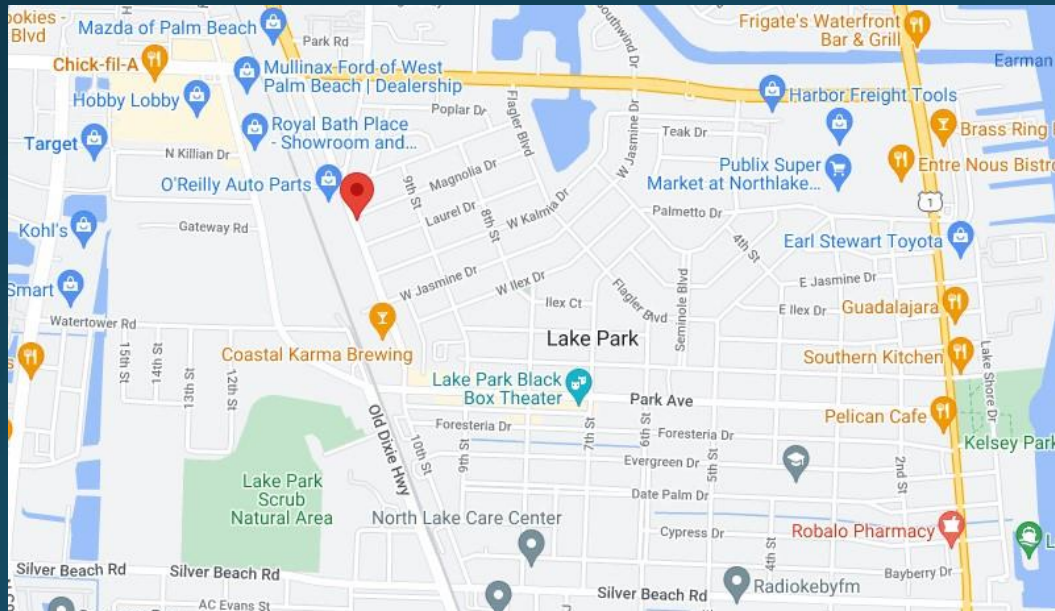 ookies -
Blvd
Mazda of Palm Beach
Park Rd
Southwind Dr
Frigate's Waterfront
Bar & Grill
Earman
Chick-fil-A
Mullinax Ford of West
Palm Beach | Dealership
Hobby Lobby
Poplar Dr
Flagler Blvd
W Jasmine Dr
Harbor Freight Tools
Royal Bath Place
- Showroom and...
Teak Dr
Brass Ring
Target
N Killian Dr
Magnolia Dr
Publix Super
Market at Northlake...
Entre Nous Bistro
O'Reilly Auto Parts
9th St
Laurel Dr
8th St
W Kalmia Dr
Palmetto Dr
1
Kohl's
Gateway Rd
4th St
Earl Stewart Toyota
W Jasmine Dr
W Ilex Dr
E Jasmine Dr
Smart
Ilex Ct
Flagler Blvd
Seminole Blvd
E Ilex Dr
Guadalajara
Watertower Rd
15th St
14th St
13th St
12th St
Coastal Karma Brewing
Lake Park
Southern Kitchen
Lake Shore Dr
Lake Park Black
Box Theater
Park Ave
Pelican Cafe
Old Dixie Hwy
10th St
Foresteria Dr
9th St
7th St
6th St
Foresteria Dr
5th St
Kelsey Park
Evergreen Dr
2nd St
Lake Park
Scrub
Natural Area
Date Palm Dr
North Lake Care Center
Cypress Dr
4th St
Robalo Pharmacy
Silver Beach Rd
Silver Beach Rd
Bayberry Dr
Radiokebyfm
Silver Beach Rd
AC Evans St